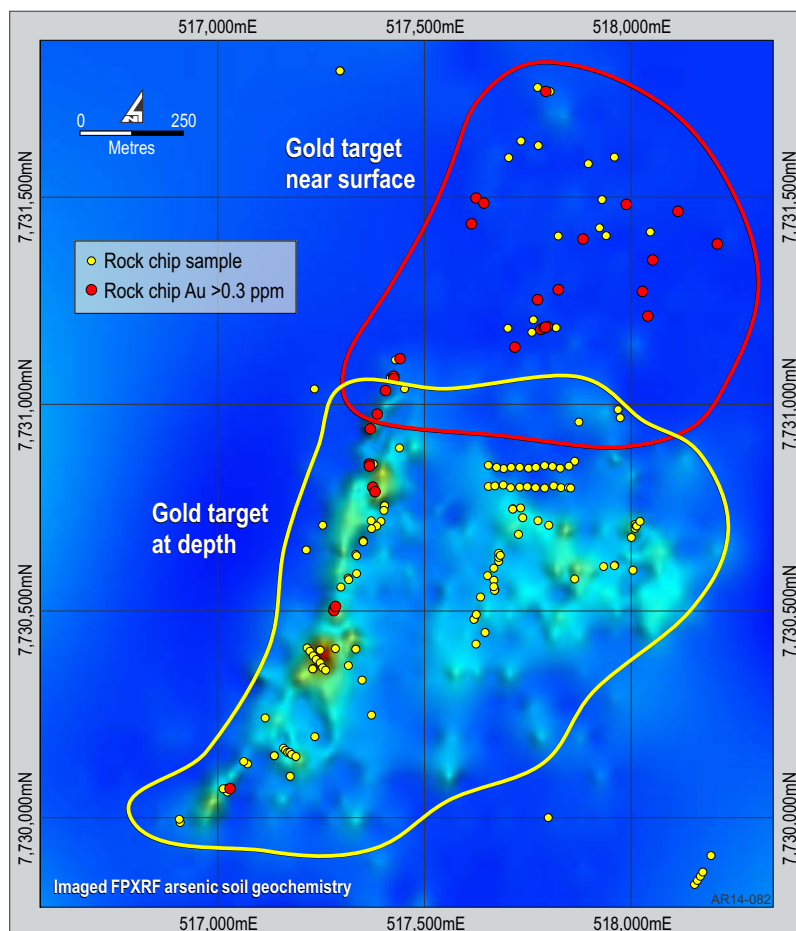 517,000mE
517,500mE
518,000mE
0
250
Metres
Gold target
near surface
7,731,500mN
7,731,500mN
Rock chip sample
Rock chip Au >0.3 ppm
7,731,000mN
7,731,000mN
Gold target
at depth
7,730,500mN
7,730,500mN
7,730,000mN
7,730,000mN
Imaged FPXRF arsenic soil geochemistry
AR14-082
517,000mE
517,500mE
518,000mE